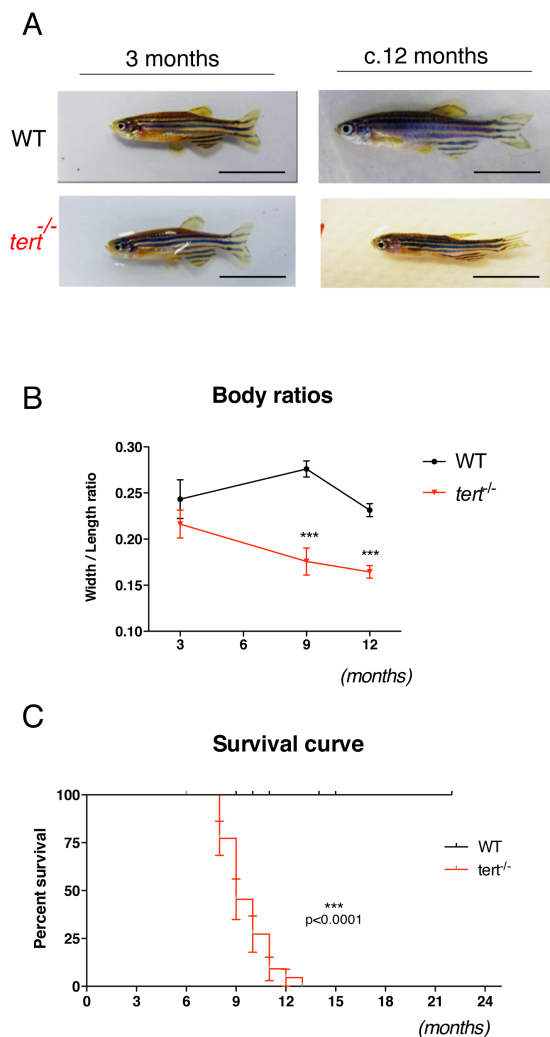 A
3 months
c.12 months
WT
tert-/-
B
Body ratios
0.30
0.25
0.20
0.15
0.10
Width / Length ratio
WT
tert-/-
***
***
3
6
9
12
(months)
C
Survival curve
100
75
50
25
0
Percent survival
WT
tert-/-
***
p<0.0001
0
3
6
9
12
15
18
21
24
(months)